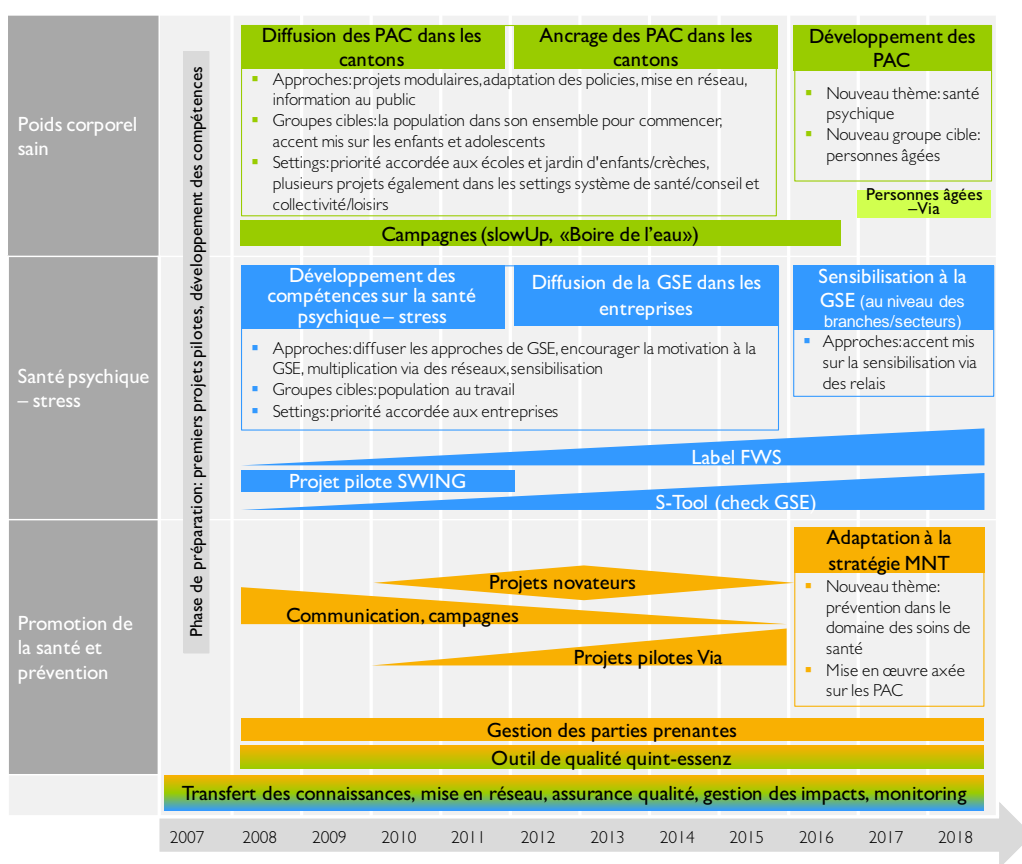 Poids corporel
sain
Phase de préparation: premiers projets pilotes, développement des compétences
Diffusion des PAC dans les
cantons
Ancrage des PAC dans les
cantons
Développement des
PAC
▪ Approches: projets modulaires, adaptation des policies, mise en réseau,
information au public
▪ Groupes cibles: la population dans son ensemble pour commencer,
accent mis sur les enfants et adolescents
▪ Settings: priorité accordée aux écoles et jardin d'enfants/crèches,
plusieurs projets également dans les settings système de santé/conseil et
collectivité/loisirs
▪ Nouveau thème: santé
psychique
▪ Nouveau groupe cible:
personnes âgées
Personnes âgées
–Via
Campagnes (slowUp, «Boire de l'eau»)
Santé psychique
– stress
Développement des
compétences sur la santé
psychique – stress
Diffusion de la GSE dans les
entreprises
Sensibilisation à la
GSE (au niveau des
branches/secteurs)
▪ Approches: diffuser les approches de GSE, encourager la motivation à la
GSE, multiplication via des réseaux, sensibilisation
▪ Groupes cibles: population au travail
▪ Settings: priorité accordée aux entreprises
▪ Approches: accent mis
sur la sensibilisation via
des relais
Label FWS
Projet pilote SWING
S-Tool (check GSE)
Promotion de
la santé et
prévention
Adaptation à la
stratégie MNT
▪ Nouveau thème:
prévention dans le
domaine des soins de
santé
▪ Mise en œuvre axée
sur les PAC
Projets novateurs
Communication, campagnes
Projets pilotes Via
Gestion des parties prenantes
Outil de qualité quint-essenz
Transfert des connaissances, mise en réseau, assurance qualité, gestion des impacts, monitoring
2007 2008 2009 2010 2011 2012 2013 2014 2015 2016 2017 2018